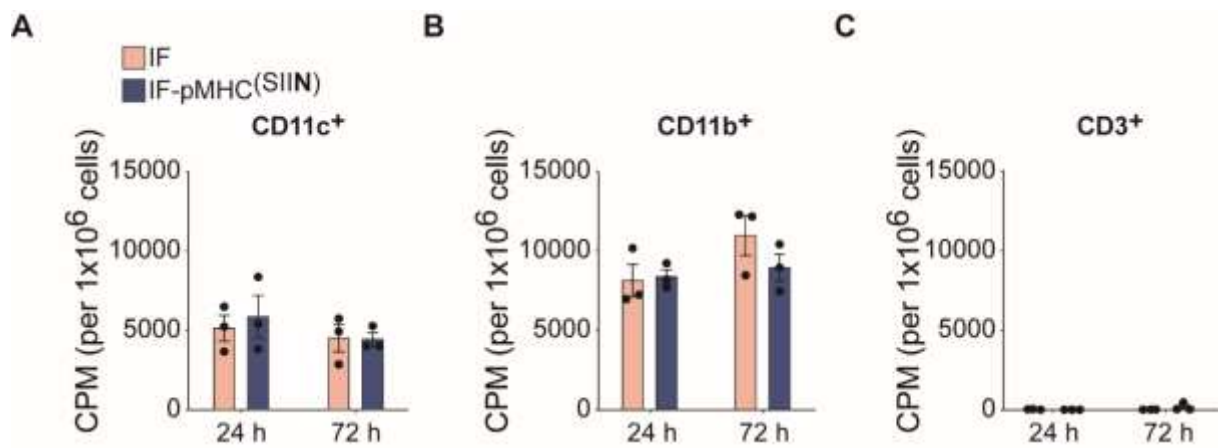 A
IF
IF-pMHC(SIIN)
CD11c+
CPM (per 1x10^6 cells)
15000
10000
5000
0
24 h
72 h
B
CD11b+
CPM (per 1x10^6 cells)
15000
10000
5000
0
24 h
72 h
C
CD3+
CPM (per 1x10^6 cells)
15000
10000
5000
0
24 h
72 h